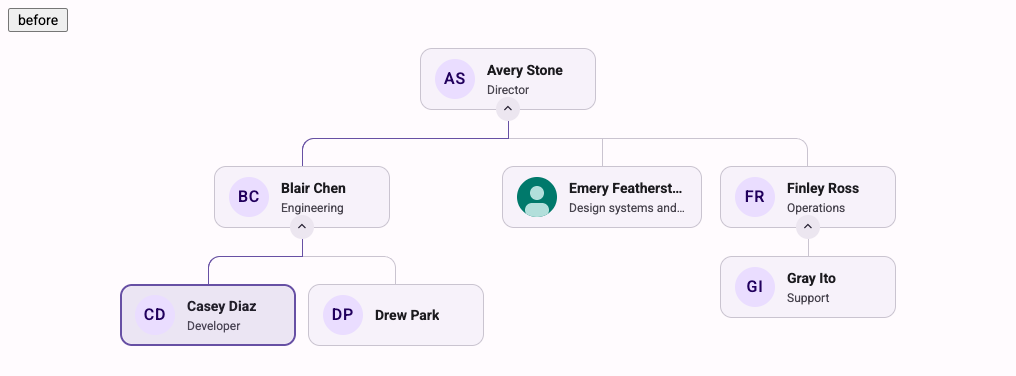 before
AS
Avery Stone
Director
BC
Blair Chen
Engineering
Emery Featherst...
Design systems and...
FR
Finley Ross
Operations
CD
Casey Diaz
Developer
DP
Drew Park
GI
Gray Ito
Support